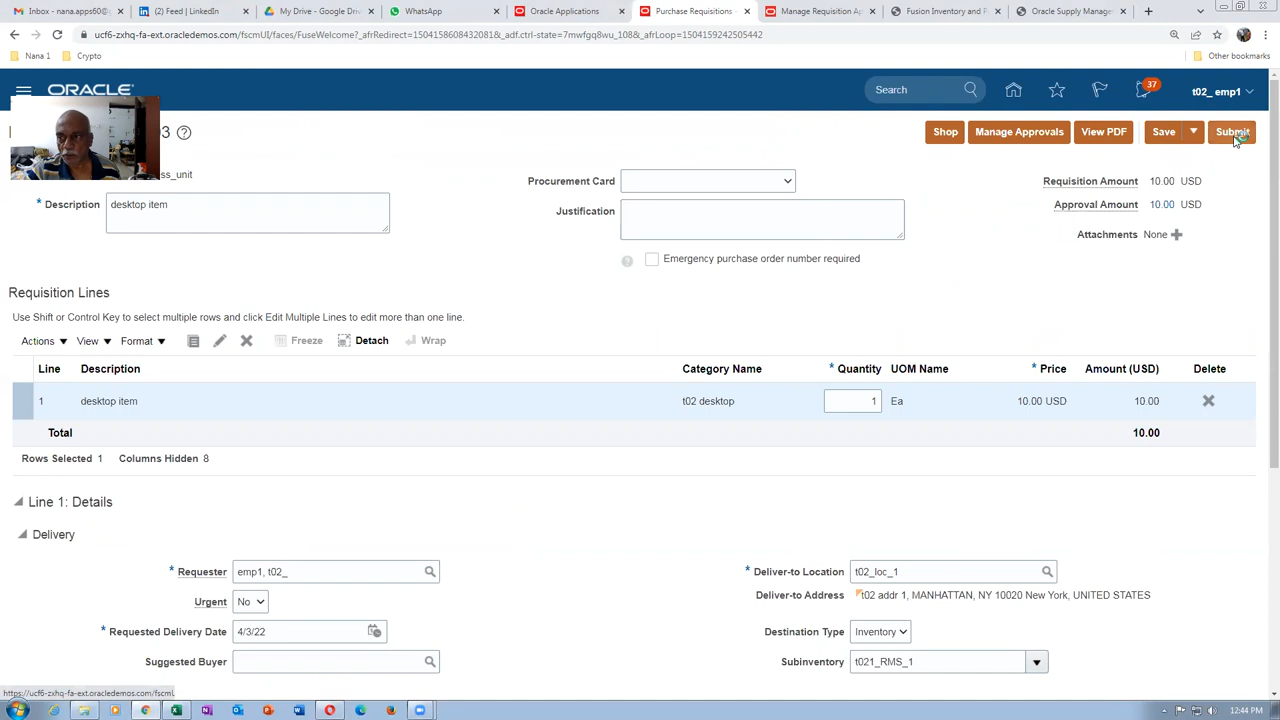 Inbox - nana.apps60@
(2) Feed | LinkedIn
My Drive - Google Dri
WhatsApp
Oracle Applications
Purchase Requisitions -
Manage Requisition Ap
Fusion Inventory and P
Oracle Supply Manage
ucf6-zxhq-fa-ext.oracledemos.com/fscmUI/faces/FuseWelcome?_afrRedirect=15041586084320816&_adf.ctrl-state=7mwfgq8wu_108&_afrLoop=15041592425054​42
Nana 1
Crypto
Other bookmarks
ORACLE
Search
37
t02_ emp1
3
Shop
Manage Approvals
View PDF
Save
Submit
ss_unit
Procurement Card
Requisition Amount 10.00 USD
* Description desktop item
Justification
Approval Amount 10.00 USD
Attachments None
Emergency purchase order number required
Requisition Lines
Use Shift or Control Key to select multiple rows and click Edit Multiple Lines to edit more than one line.
Actions View Format Freeze Detach Wrap
Line Description Category Name * Quantity UOM Name * Price Amount (USD) Delete
1 desktop item t02 desktop 1 Ea 10.00 USD 10.00
Total 10.00
Rows Selected 1 Columns Hidden 8
Line 1: Details
Delivery
* Requester emp1, t02_
* Deliver-to Location t02_loc_1
Urgent No
Deliver-to Address t02 addr 1, MANHATTAN, NY 10020 New York, UNITED STATES
* Requested Delivery Date 4/3/22
Destination Type Inventory
Suggested Buyer
Subinventory t021_RMS_1
https://ucf6-zxhq-fa-ext.oracledemos.com/fscmU
12:44 PM